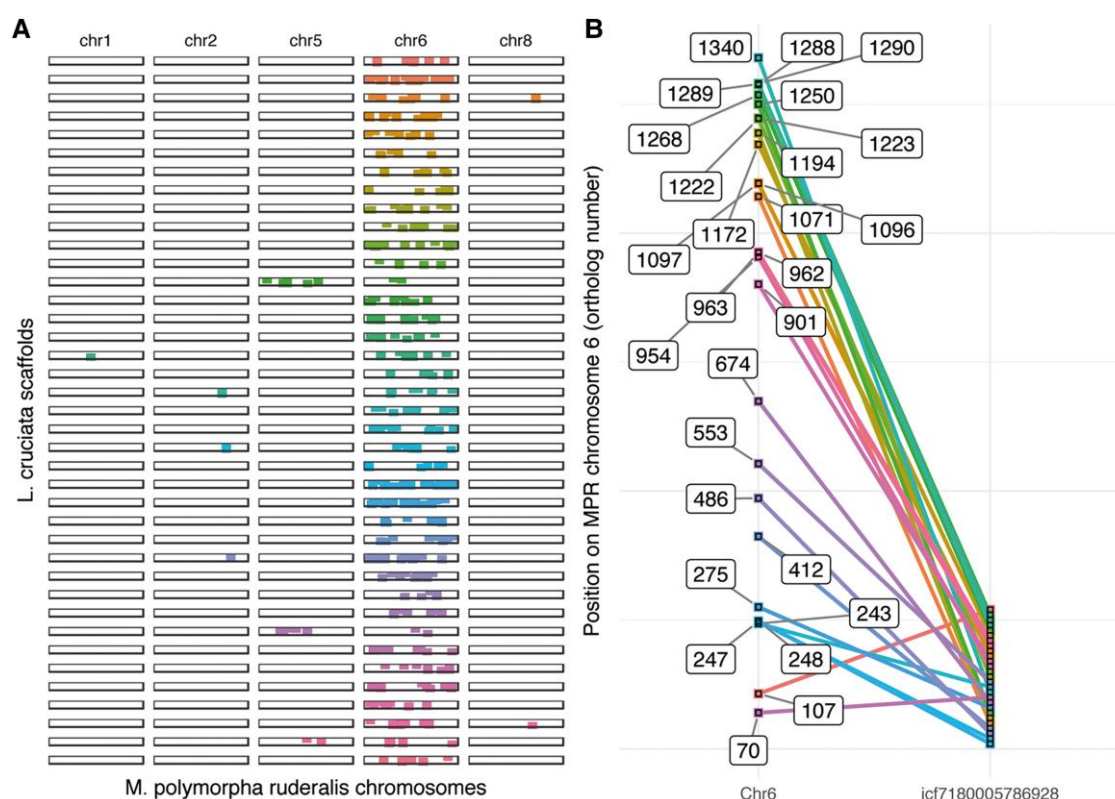 A
chr1 chr2 chr5 chr6 chr8
L. cruciata scaffolds
M. polymorpha ruderalis chromosomes
B
Position on MPR chromosome 6 (ortholog number)
1340 1288 1290
1289 1250
1268 1223
1222 1194
1172 1071 1096
1097 962
963 901
954
674
553
486
412
275
243
247 248
107
70
Chr6 icf7180005786928